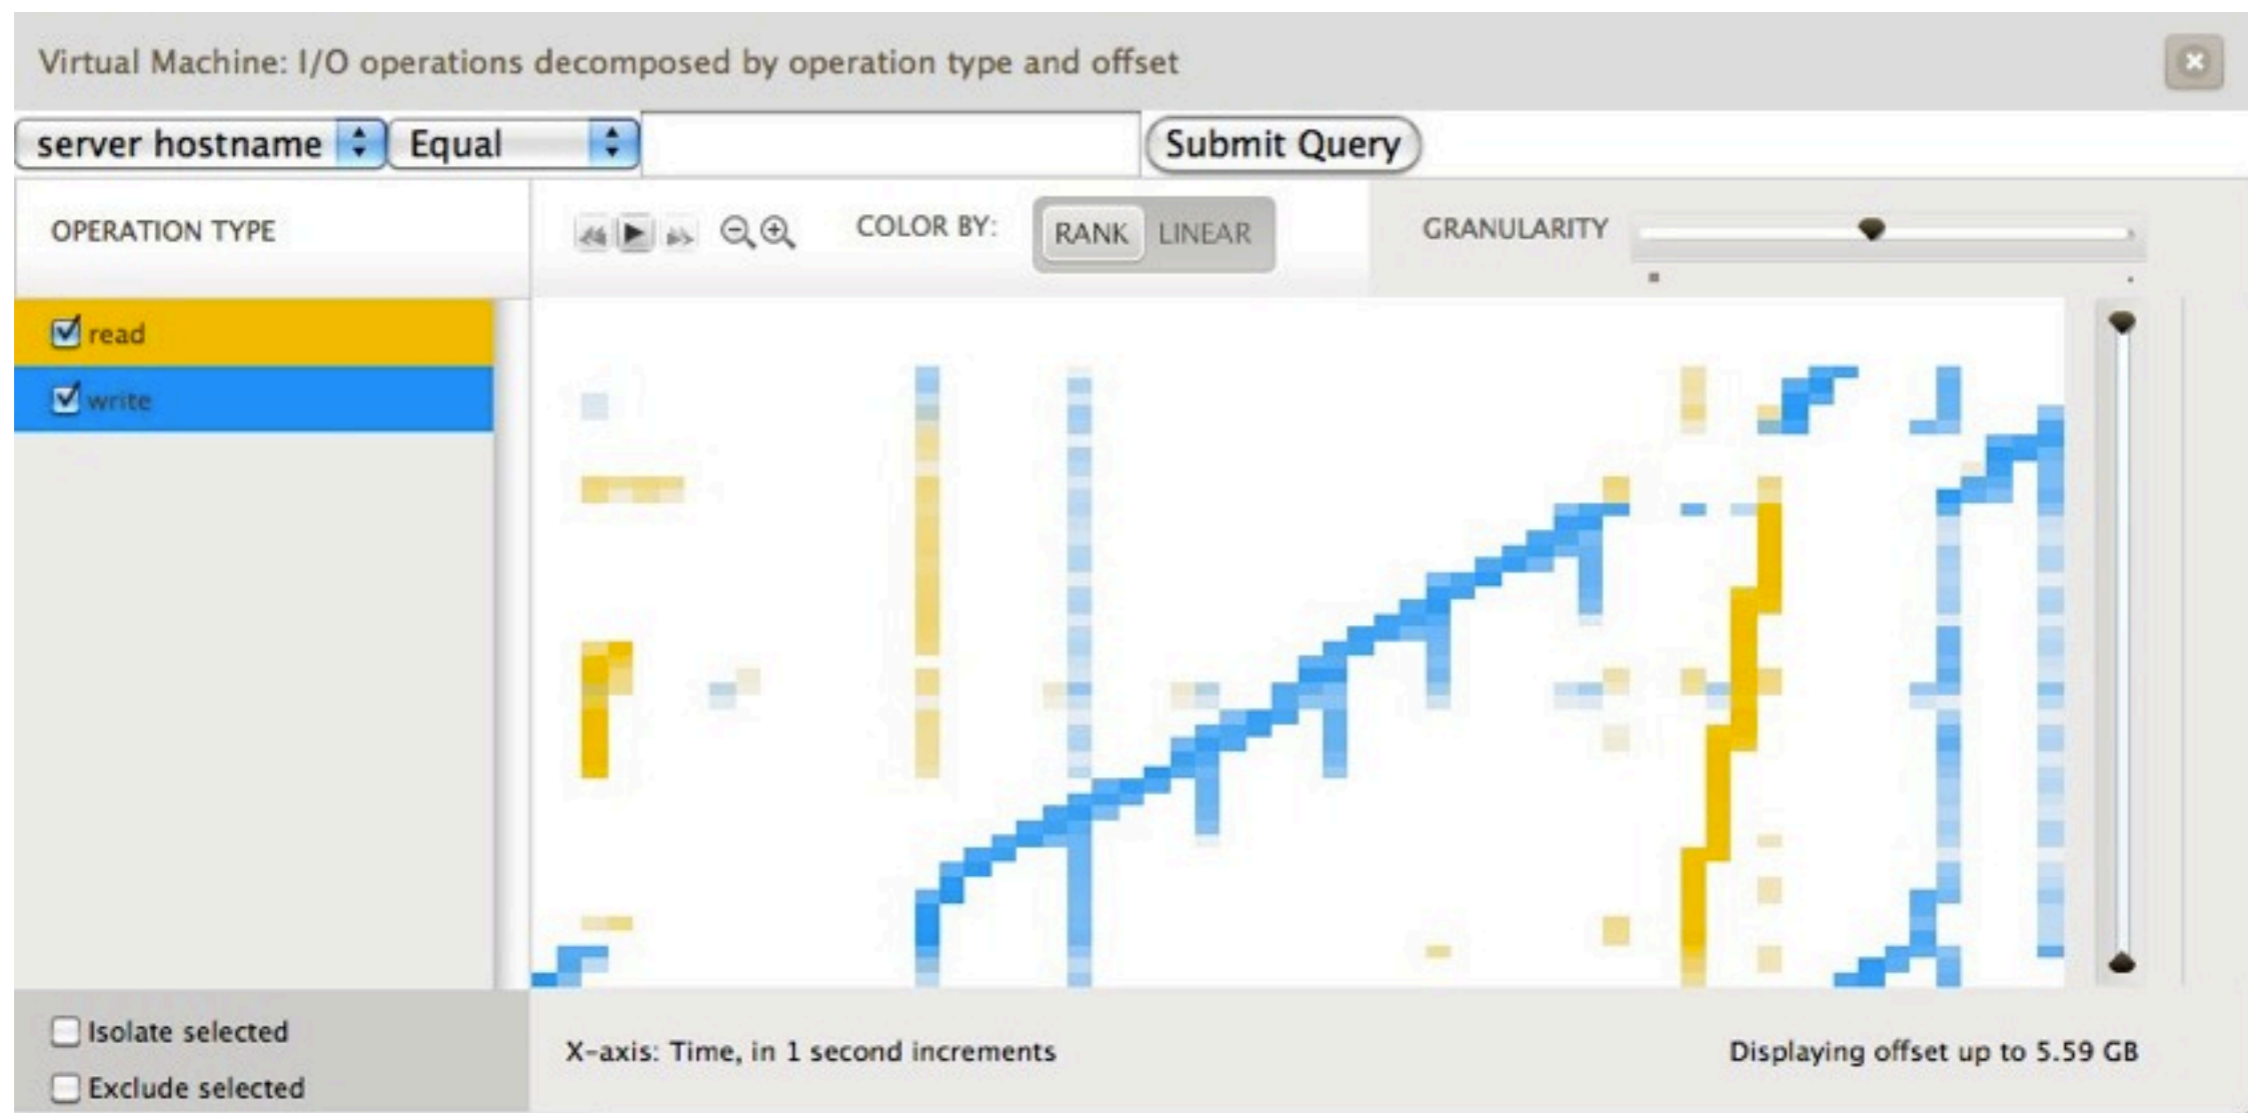 Virtual Machine: I/O operations decomposed by operation type and offset
server hostname Equal Submit Query
OPERATION TYPE COLOR BY: RANK LINEAR GRANULARITY
read
write
Isolate selected
Exclude selected
X-axis: Time, in 1 second increments
Displaying offset up to 5.59 GB